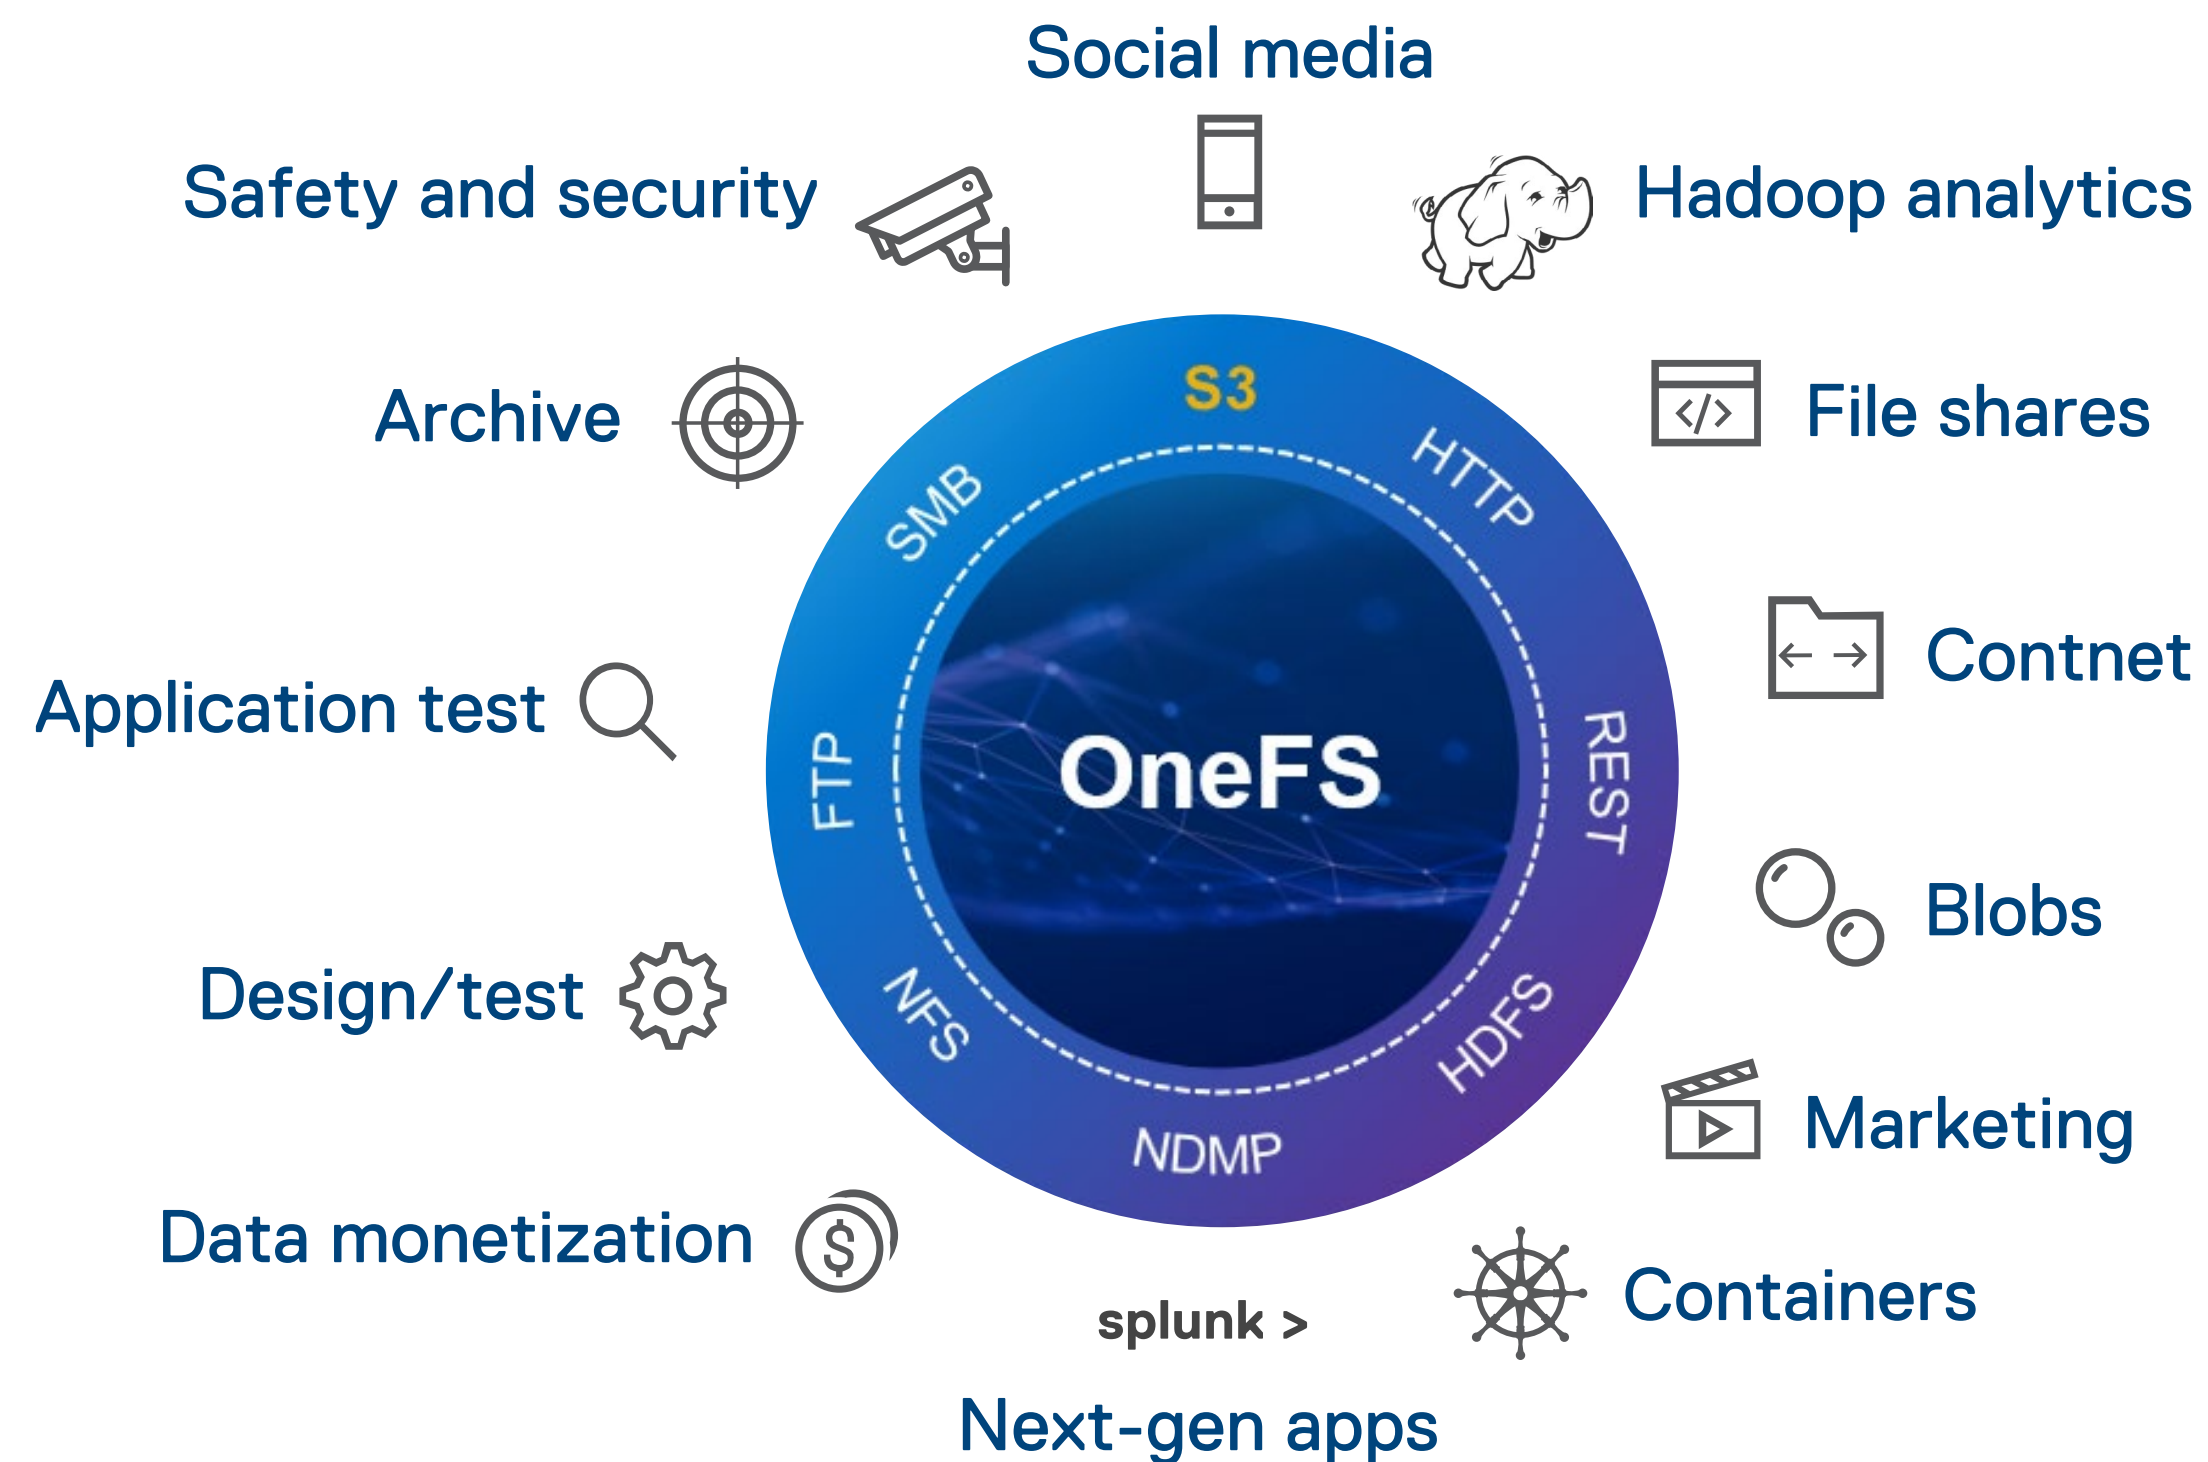 Social media
Safety and security
Hadoop analytics
Archive
S3
File shares
HTTP
SMB
Contnet
Application test
OneFS
REST
FTP
Blobs
Design/test
NFS
HDFS
Marketing
NDMP
Data monetization
Containers
splunk >
Next-gen apps